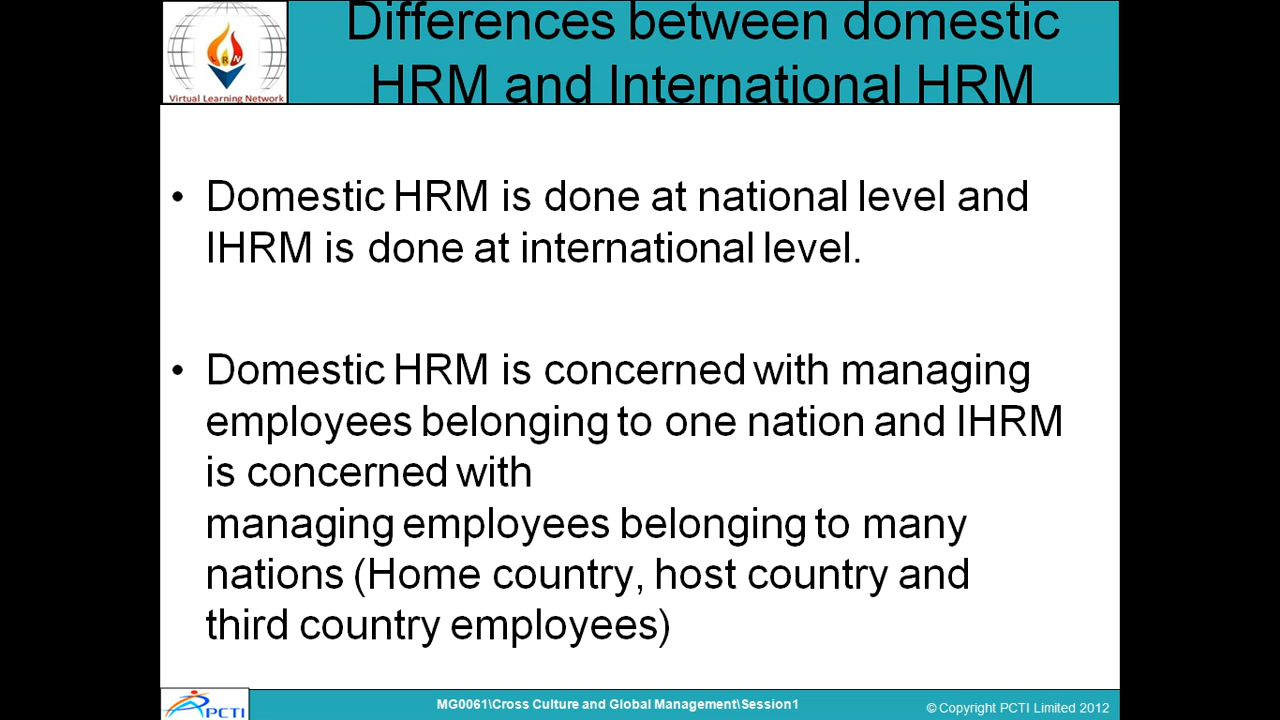 Differences between domestic
HRM and International HRM
LRN
Virtual Learning Network
• Domestic HRM is done at national level and
IHRM is done at international level.
• Domestic HRM is concerned with managing
employees belonging to one nation and IHRM
is concerned with
managing employees belonging to many
nations (Home country, host country and
third country employees)
PCTI
MG0061\Cross Culture and Global Management\Session1
© Copyright PCTI Limited 2012